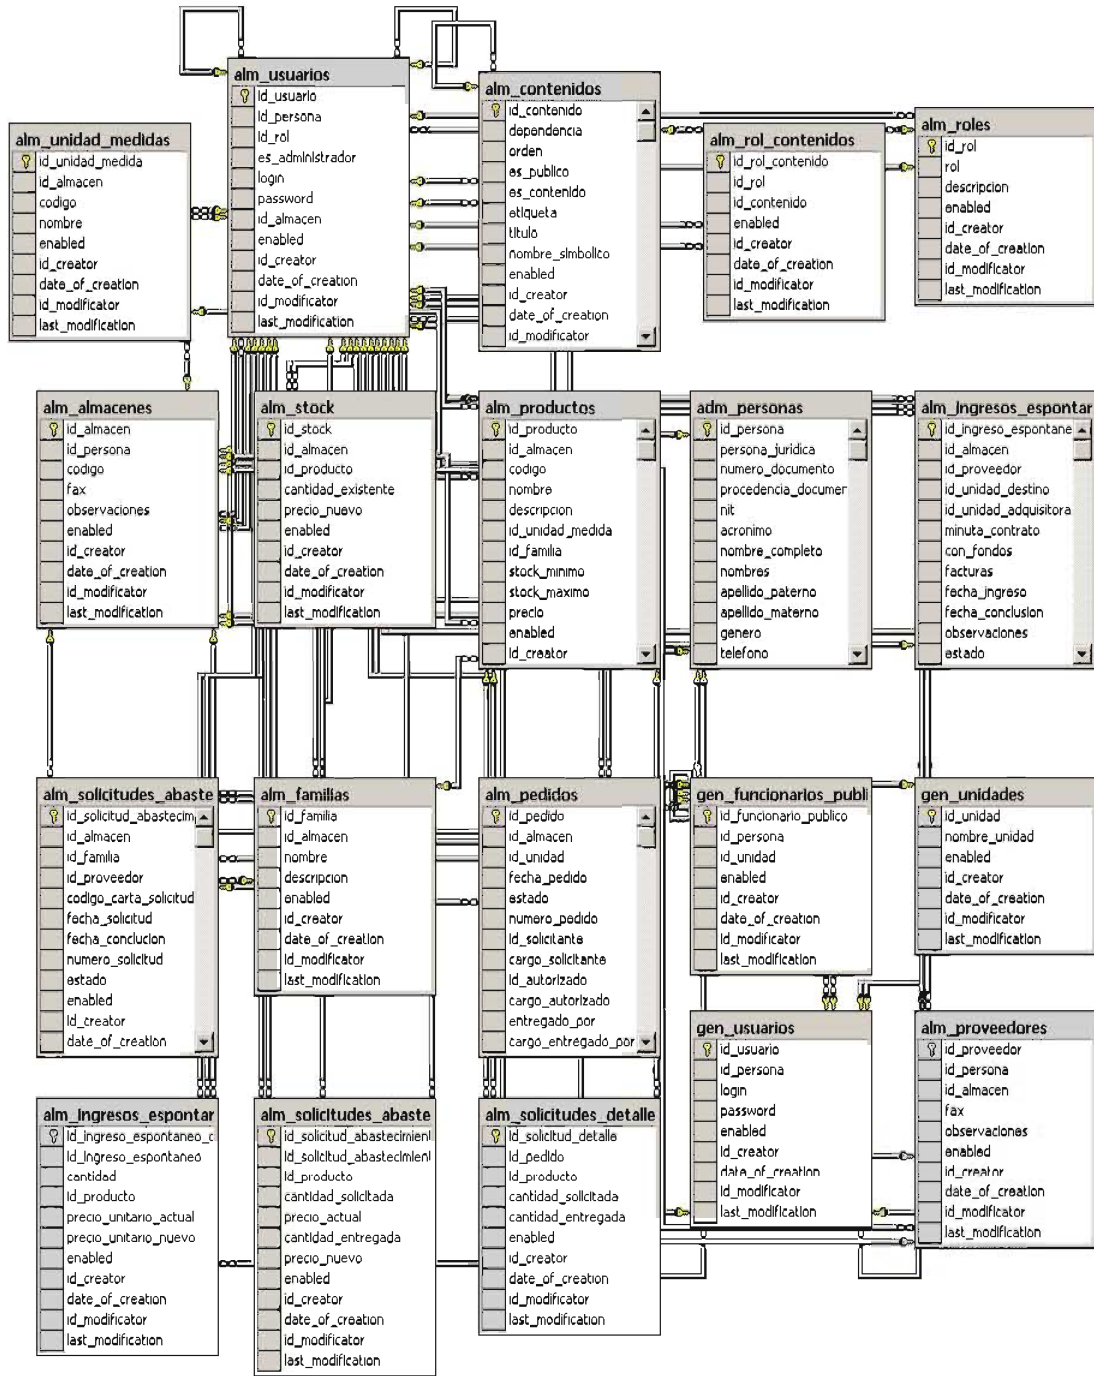 alm_usuarios
id_usuario
id_persona
id_rol
es_administrador
login
password
id_almacen
enabled
id_creator
date_of_creation
id_modificator
last_modification
alm_contenidos
id_contenido
dependencia
orden
es_publico
es_contenido
etiqueta
titulo
nombre_simbolico
enabled
id_creator
date_of_creation
id_modificator
alm_unidad_medidas
id_unidad_medida
id_almacen
codigo
nombre
enabled
id_creator
date_of_creation
id_modificator
last_modification
alm_rol_contenidos
id_rol_contenido
id_rol
id_contenido
enabled
id_creator
date_of_creation
id_modificator
last_modification
alm_roles
id_rol
rol
descripcion
enabled
id_creator
date_of_creation
id_modificator
last_modification
alm_almacenes
id_almacen
id_persona
codigo
fax
observaciones
enabled
id_creator
date_of_creation
id_modificator
last_modification
alm_stock
id_stock
id_almacen
id_producto
cantidad_existente
precio_nuevo
enabled
id_creator
date_of_creation
id_modificator
last_modification
alm_productos
id_producto
id_almacen
codigo
nombre
descripcion
id_unidad_medida
id_familia
stock_minimo
stock_maximo
precio
enabled
id_creator
adm_personas
id_persona
persona_juridica
numero_documento
procedencia_documen
nit
acronimo
nombre_completo
nombres
apellido_paterno
apellido_materno
genero
telefono
alm_ingresos_espontar
id_ingreso_espontane
id_almacen
id_proveedor
id_unidad_destino
id_unidad_adquisitora
minuta_contrato
con_fondos
facturas
fecha_ingreso
fecha_conclusion
observaciones
estado
alm_solicitudes_abaste
id_solicitud_abastecim
id_almacen
id_familia
id_proveedor
codigo_carta_solicitud
fecha_solicitud
fecha_conclucion
numero_solicitud
estado
enabled
id_creator
date_of_creation
alm_familias
id_familia
id_almacen
nombre
descripcion
enabled
id_creator
date_of_creation
id_modificator
last_modification
alm_pedidos
id_pedido
id_almacen
id_unidad
fecha_pedido
estado
numero_pedido
id_solicitante
cargo_solicitante
id_autorizado
cargo_autorizado
entregado_por
cargo_entregado_por
gen_funcionarios_publi
id_funcionario_publico
id_persona
id_unidad
enabled
id_creator
date_of_creation
id_modificator
last_modification
gen_unidades
id_unidad
nombre_unidad
enabled
id_creator
date_of_creation
id_modificator
last_modification
gen_usuarios
id_usuario
id_persona
login
password
enabled
id_creator
date_of_creation
id_modificator
last_modification
alm_proveedores
id_proveedor
id_persona
id_almacen
fax
observaciones
enabled
id_creator
date_of_creation
id_modificator
last_modification
alm_ingresos_espontar
id_ingreso_espontaneo_c
id_ingreso_espontaneo
cantidad
id_producto
precio_unitario_actual
precio_unitario_nuevo
enabled
id_creator
date_of_creation
id_modificator
last_modification
alm_solicitudes_abaste
id_solicitud_abastecimient
id_solicitud_abastecimient
id_producto
cantidad_solicitada
precio_actual
cantidad_entregada
precio_nuevo
enabled
id_creator
date_of_creation
id_modificator
last_modification
alm_solicitudes_detalle
id_solicitud_detalle
id_pedido
id_producto
cantidad_solicitada
cantidad_entregada
enabled
id_creator
date_of_creation
id_modificator
last_modification